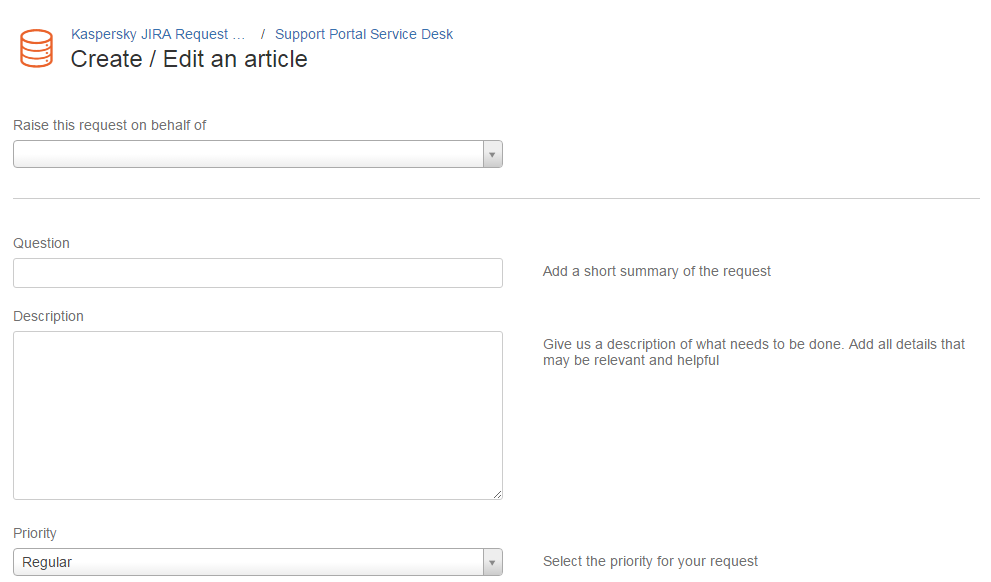 Kaspersky JIRA Request ... / Support Portal Service Desk
Create / Edit an article
Raise this request on behalf of
Question
Add a short summary of the request
Description
Give us a description of what needs to be done. Add all details that
may be relevant and helpful
Priority
Regular
Select the priority for your request